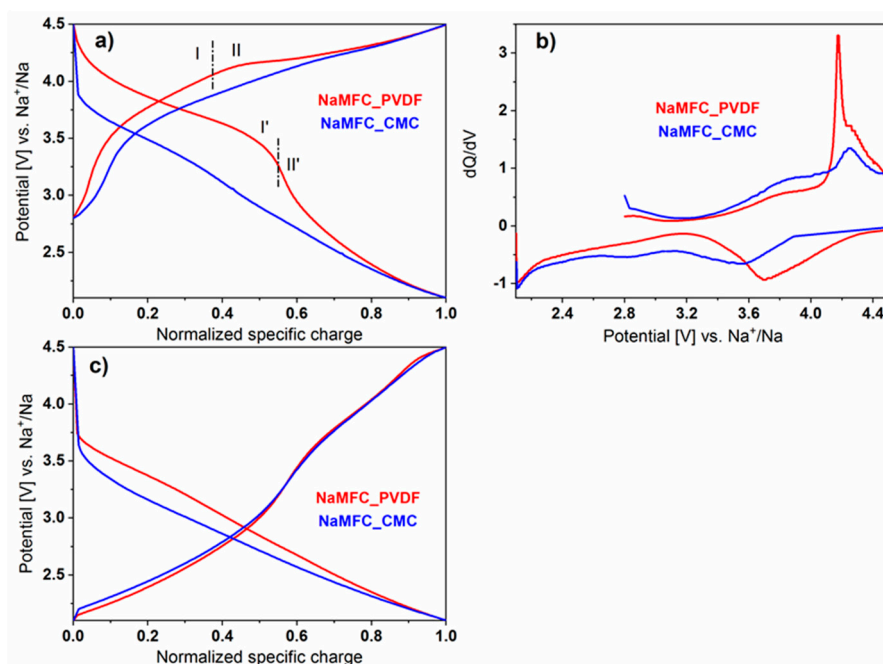 a)
I
II
NaMFC_PVDF
NaMFC_CMC
I'
II'
4.5
4.0
3.5
3.0
2.5
0.0 0.2 0.4 0.6 0.8 1.0
Normalized specific charge
Potential [V] vs. Na⁺/Na
b)
NaMFC_PVDF
NaMFC_CMC
3
2
1
0
-1
dQ/dV
2.4 2.8 3.2 3.6 4.0 4.4
Potential [V] vs. Na⁺/Na
c)
NaMFC_PVDF
NaMFC_CMC
4.5
4.0
3.5
3.0
2.5
0.0 0.2 0.4 0.6 0.8 1.0
Normalized specific charge
Potential [V] vs. Na⁺/Na